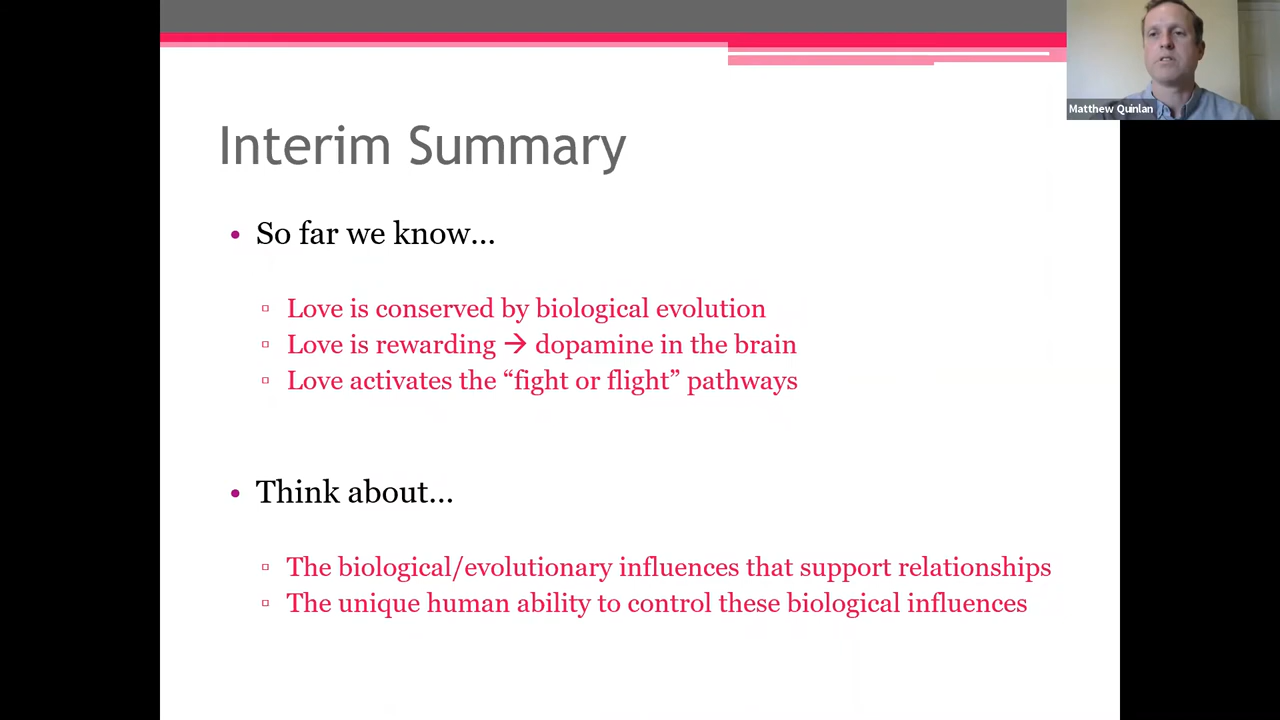 Matthew Quinlan
Interim Summary
• So far we know...
▫ Love is conserved by biological evolution
▫ Love is rewarding → dopamine in the brain
▫ Love activates the “fight or flight” pathways
• Think about...
▫ The biological/evolutionary influences that support relationships
▫ The unique human ability to control these biological influences